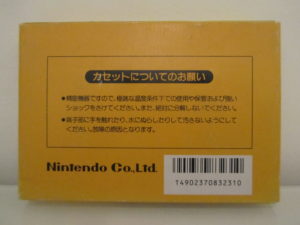 カセットについてのお願い
●精密機器ですので、極端な温度条件下での使用や保管および強い
ショックをさけてください。また、絶対に分解しないでください。
●端子部に手を触れたり、水にぬらしたりして汚さないようにして
ください。故障の原因となります。
Nintendo Co.,Ltd.
T4902370832310